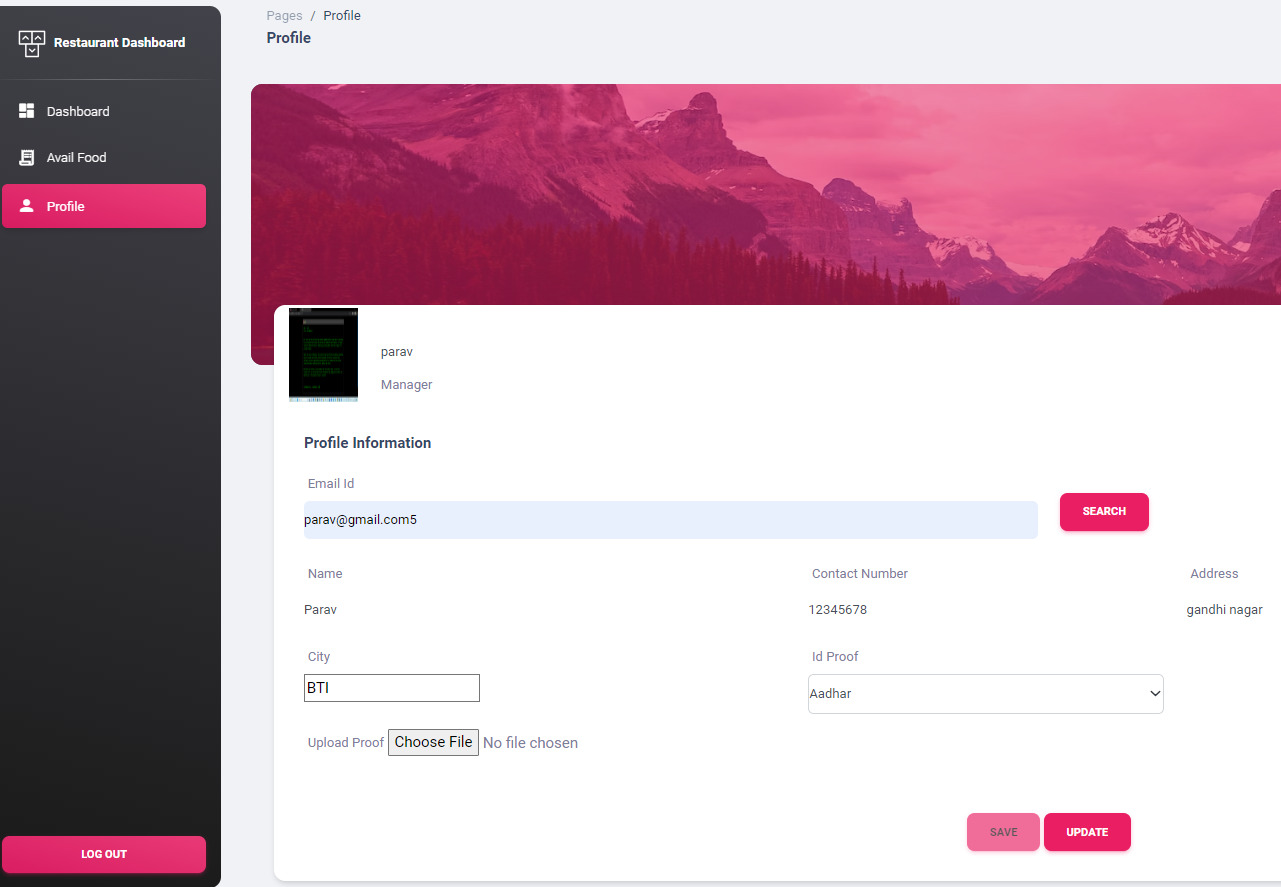 Restaurant Dashboard
Dashboard
Avail Food
Profile
LOG OUT
Pages / Profile
Profile
parav
Manager
Profile Information
Email Id
parav@gmail.com5
SEARCH
Name Contact Number Address
Parav 12345678 gandhi nagar
City Id Proof
BTI Aadhar
Upload Proof Choose File No file chosen
SAVE UPDATE